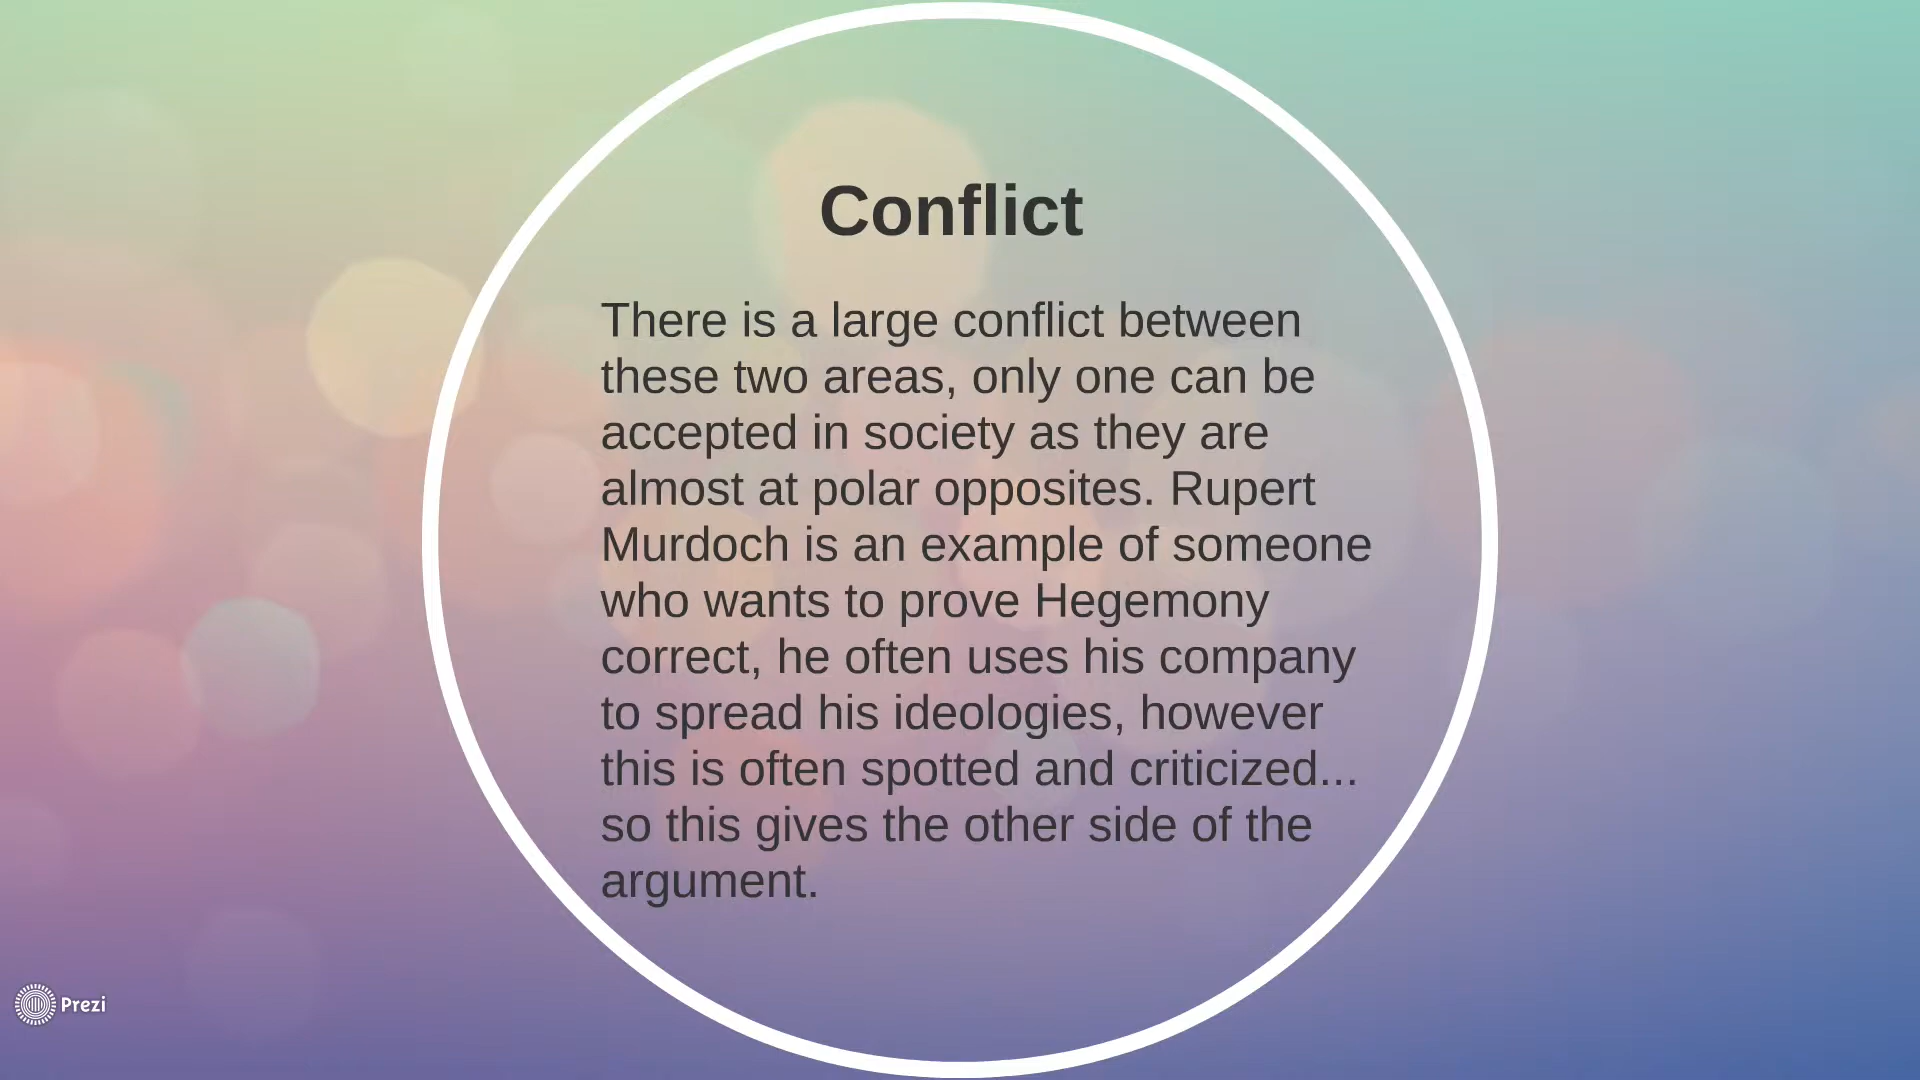 Conflict
There is a large conflict between
these two areas, only one can be
accepted in society as they are
almost at polar opposites. Rupert
Murdoch is an example of someone
who wants to prove Hegemony
correct, he often uses his company
to spread his ideologies, however
this is often spotted and criticized...
so this gives the other side of the
argument.
Prezi